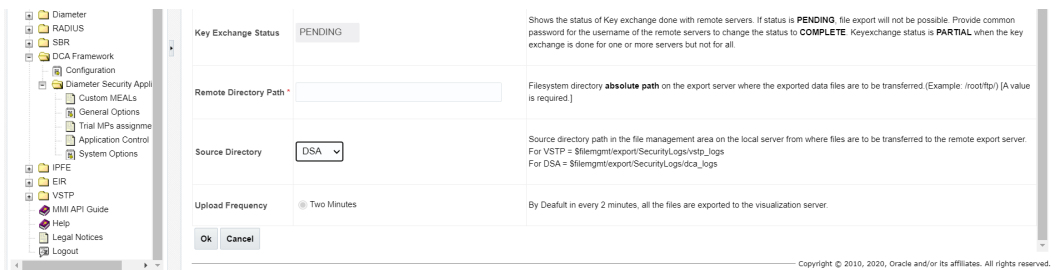 Diameter
RADIUS
SBR
DCA Framework
Configuration
Diameter Security Appli
Custom MEALs
General Options
Trial MPs assignme
Application Control
System Options
IPFE
EIR
VSTP
MMI API Guide
Help
Legal Notices
Logout
Key Exchange Status
PENDING
Shows the status of Key exchange done with remote servers. If status is PENDING, file export will not be possible. Provide common
password for the username of the remote servers to change the status to COMPLETE. Keyexchange status is PARTIAL when the key
exchange is done for one or more servers but not for all.
Remote Directory Path *
Filesystem directory absolute path on the export server where the exported data files are to be transferred.(Example: /root/ftp/) [A value
is required.]
Source Directory
DSA
Source directory path in the file management area on the local server from where files are to be transferred to the remote export server.
For VSTP = $filemgmt/export/SecurityLogs/vstp_logs
For DSA = $filemgmt/export/SecurityLogs/dca_logs
Upload Frequency
Two Minutes
By Deafult in every 2 minutes, all the files are exported to the visualization server.
Ok Cancel
Copyright © 2010, 2020, Oracle and/or its affiliates. All rights reserved.